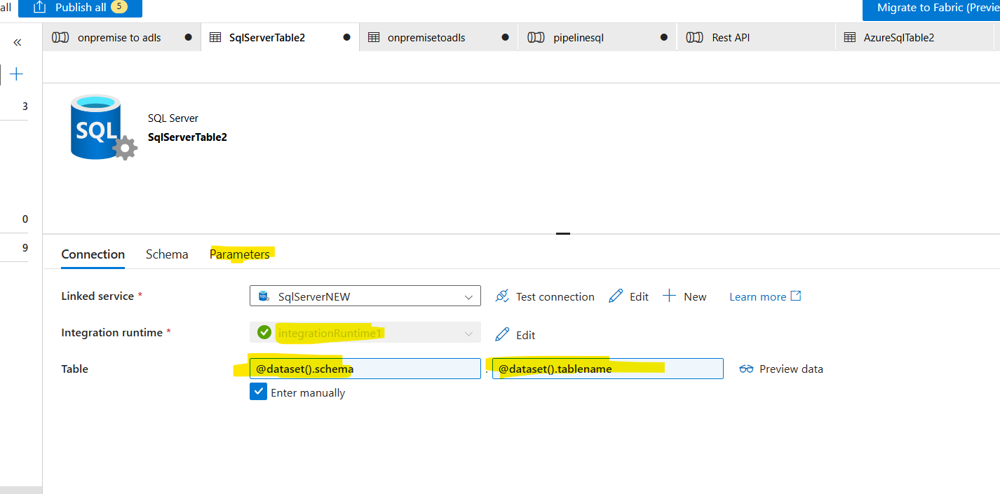 all
Publish all 5
Migrate to Fabric (Previe
onpremise to adls
SqlServerTable2
onpremisetoadls
pipelinesql
Rest API
AzureSqlTable2
3
0
9
SQL
SQL Server
SqlServerTable2
Connection Schema Parameters
Linked service * SQL SqlServerNEW Test connection Edit New Learn more
Integration runtime * integrationRuntime1 Edit
Table @dataset().schema . @dataset().tablename Preview data
Enter manually